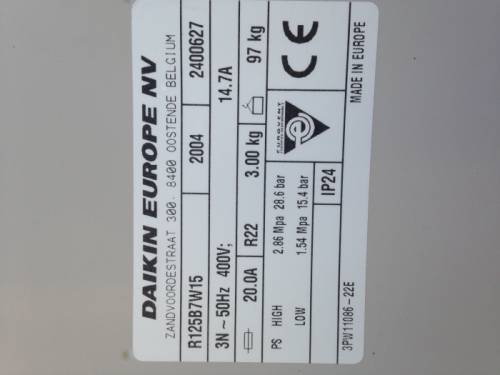 DAIKIN EUROPE NV
ZANDVOORDESTRAAT 300, 8400 OOSTENDE BELGIUM
R125B7W15 2004 2400627
3N ~ 50Hz 400V; 14.7A
20.0A R22 3.00 kg 97 kg
PS HIGH 2.86 Mpa 28.6 bar
LOW 1.54 Mpa 15.4 bar
EUROVENT
CE
IP24
3PW11086-22E MADE IN EUROPE